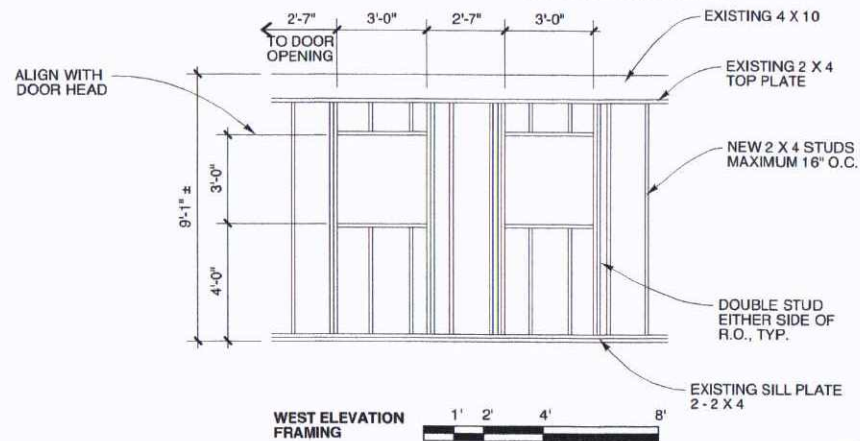 2'-7" 3'-0" 2'-7" 3'-0"
TO DOOR
OPENING
EXISTING 4 X 10
ALIGN WITH
DOOR HEAD
EXISTING 2 X 4
TOP PLATE
NEW 2 X 4 STUDS
MAXIMUM 16" O.C.
9'-1" ±
3'-0"
4'-0"
DOUBLE STUD
EITHER SIDE OF
R.O., TYP.
EXISTING SILL PLATE
2 - 2 X 4
WEST ELEVATION
FRAMING
1' 2' 4' 8'